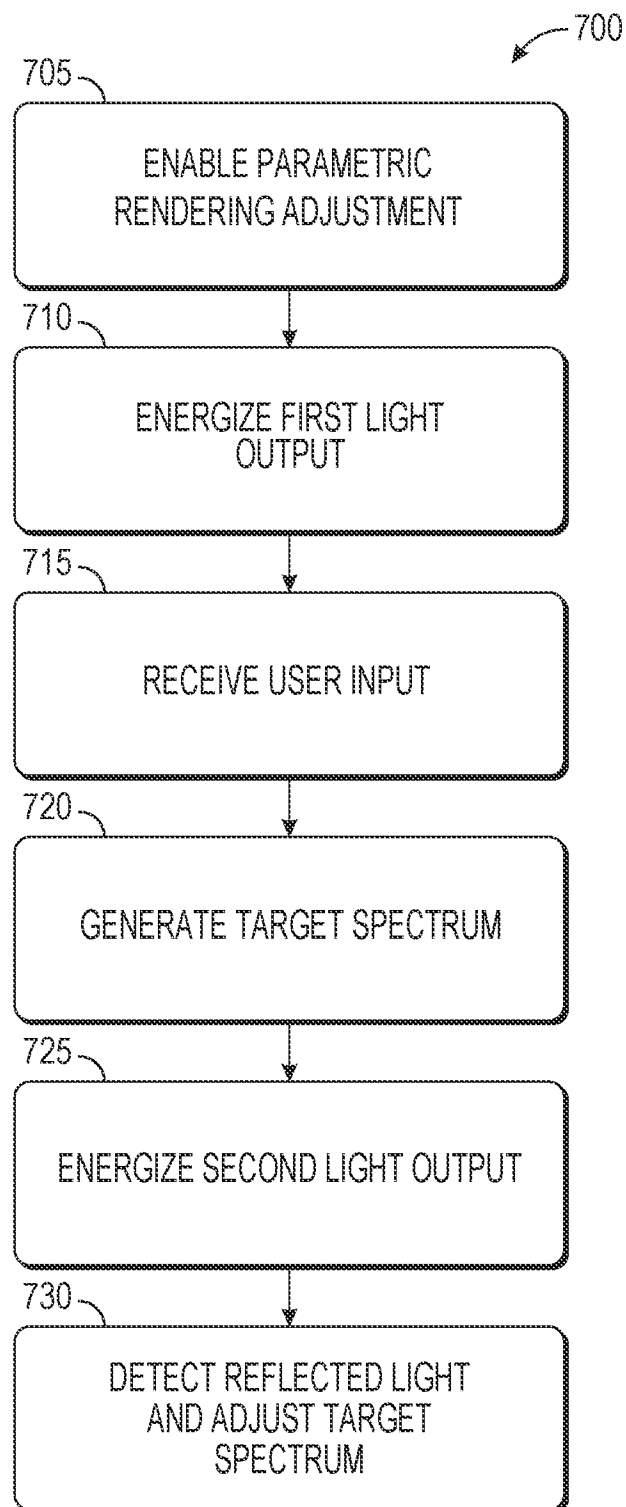 700
705
ENABLE PARAMETRIC
RENDERING ADJUSTMENT
710
ENERGIZE FIRST LIGHT
OUTPUT
715
RECEIVE USER INPUT
720
GENERATE TARGET SPECTRUM
725
ENERGIZE SECOND LIGHT OUTPUT
730
DETECT REFLECTED LIGHT
AND ADJUST TARGET
SPECTRUM